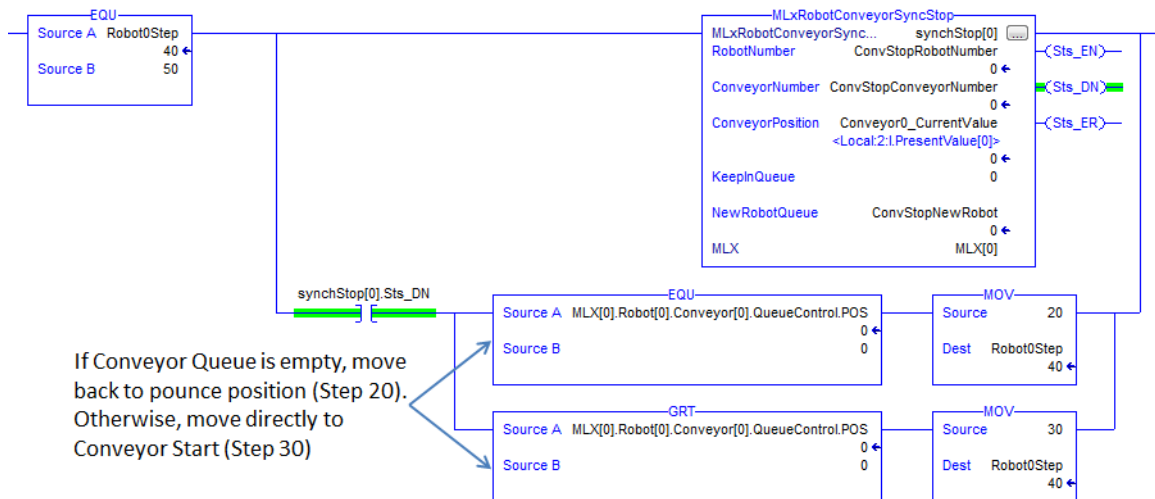 EQU
Source A Robot0Step
40
Source B 50
MLxRobotConveyorSyncStop
MLxRobotConveyorSync... synchStop[0] ...
RobotNumber ConvStopRobotNumber
0
ConveyorNumber ConvStopConveyorNumber
0
ConveyorPosition Conveyor0_CurrentValue
<Local:2:I.PresentValue[0]>
0
KeepInQueue 0
NewRobotQueue ConvStopNewRobot
0
MLX MLX[0]
Sts_EN
Sts_DN
Sts_ER
synchStop[0].Sts_DN
EQU
Source A MLX[0].Robot[0].Conveyor[0].QueueControl.POS
0
Source B 0
MOV
Source 20
Dest Robot0Step
40
If Conveyor Queue is empty, move
back to pounce position (Step 20).
Otherwise, move directly to
Conveyor Start (Step 30)
GRT
Source A MLX[0].Robot[0].Conveyor[0].QueueControl.POS
0
Source B 0
MOV
Source 30
Dest Robot0Step
40